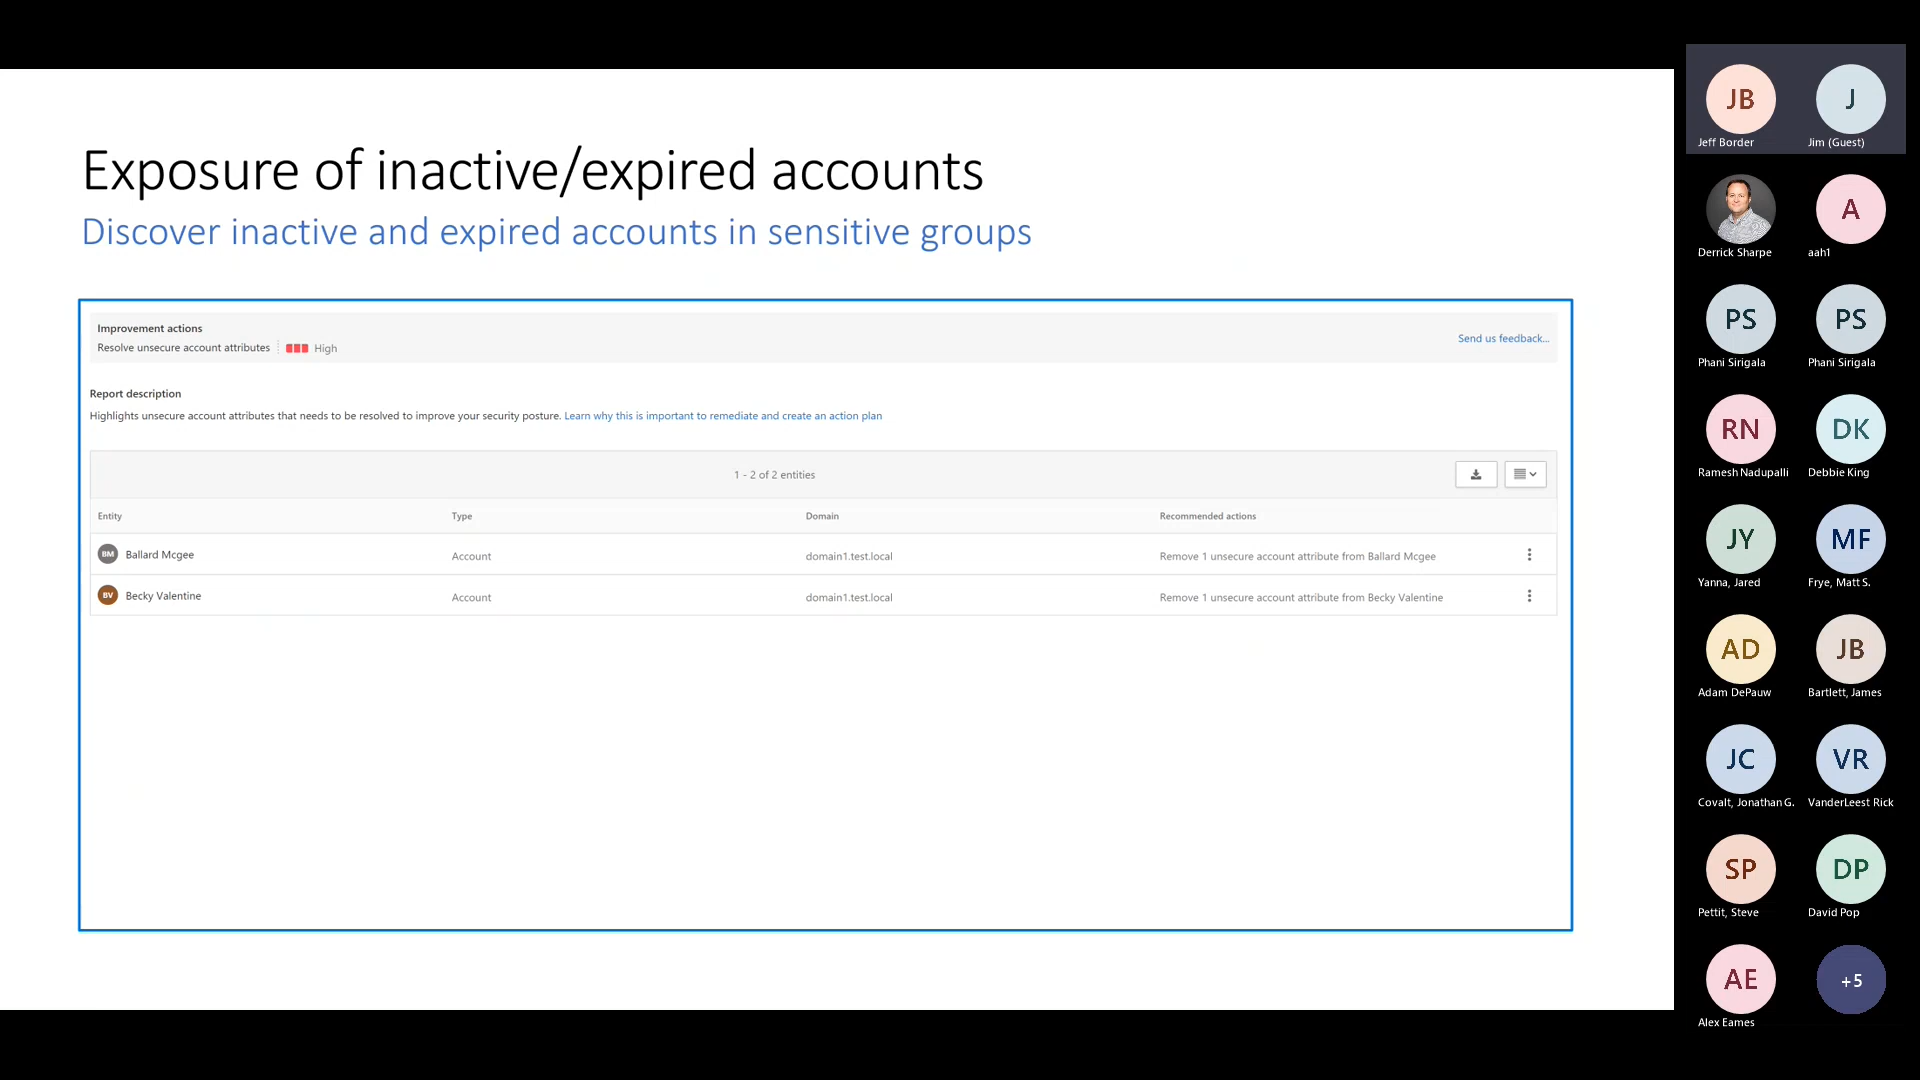 Exposure of inactive/expired accounts
Discover inactive and expired accounts in sensitive groups
Improvement actions
Resolve unsecure account attributes High
Send us feedback...
Report description
Highlights unsecure account attributes that needs to be resolved to improve your security posture. Learn why this is important to remediate and create an action plan
1 - 2 of 2 entities
Entity Type Domain Recommended actions
BM Ballard Mcgee Account domain1.test.local Remove 1 unsecure account attribute from Ballard Mcgee
BV Becky Valentine Account domain1.test.local Remove 1 unsecure account attribute from Becky Valentine
JB J
Jeff Border Jim (Guest)
A
Derrick Sharpe aah1
PS PS
Phani Sirigala Phani Sirigala
RN DK
Ramesh Nadupalli Debbie King
JY MF
Yanna, Jared Frye, Matt S.
AD JB
Adam DePauw Bartlett, James
JC VR
Covalt, Jonathan G. VanderLeest Rick
SP DP
Pettit, Steve David Pop
AE +5
Alex Eames